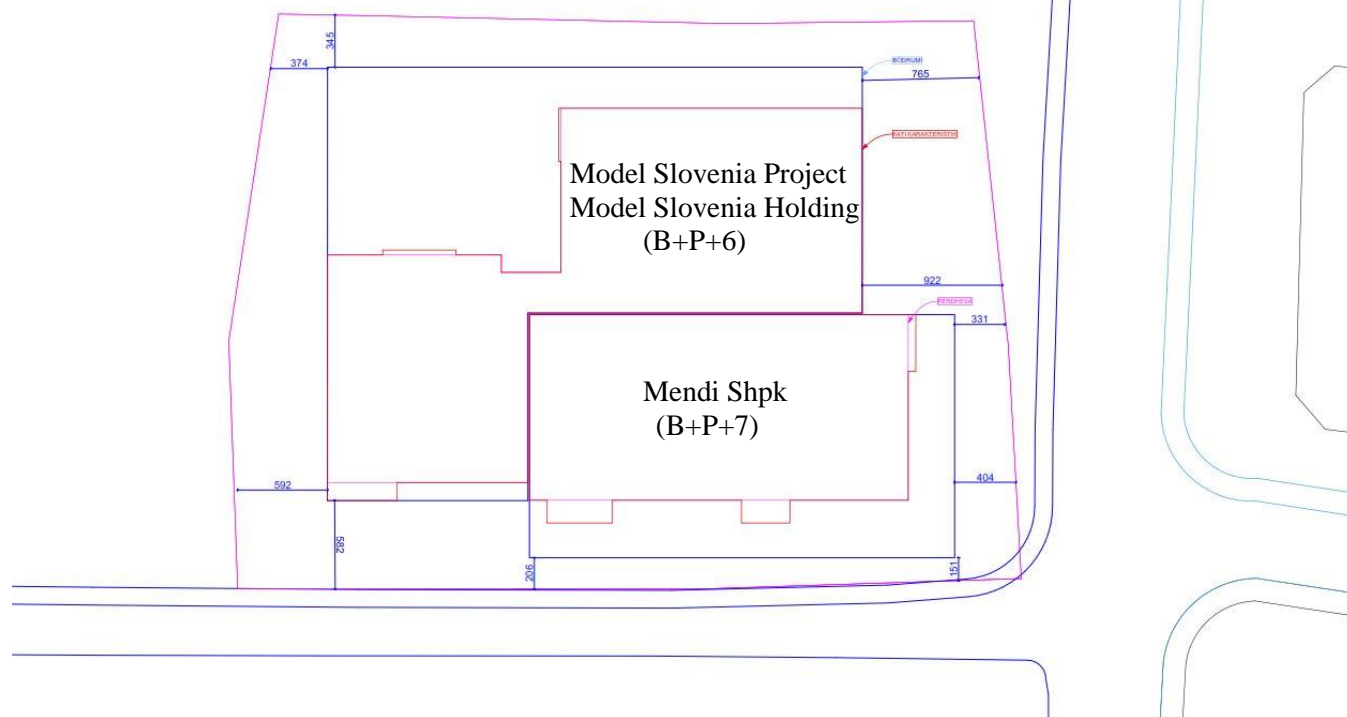 345
374
BODRUMI
765
KATI KARAKTERISTIK
Model Slovenia Project
Model Slovenia Holding
(B+P+6)
922
PERDHESA
331
Mendi Shpk
(B+P+7)
592
404
582
206
151